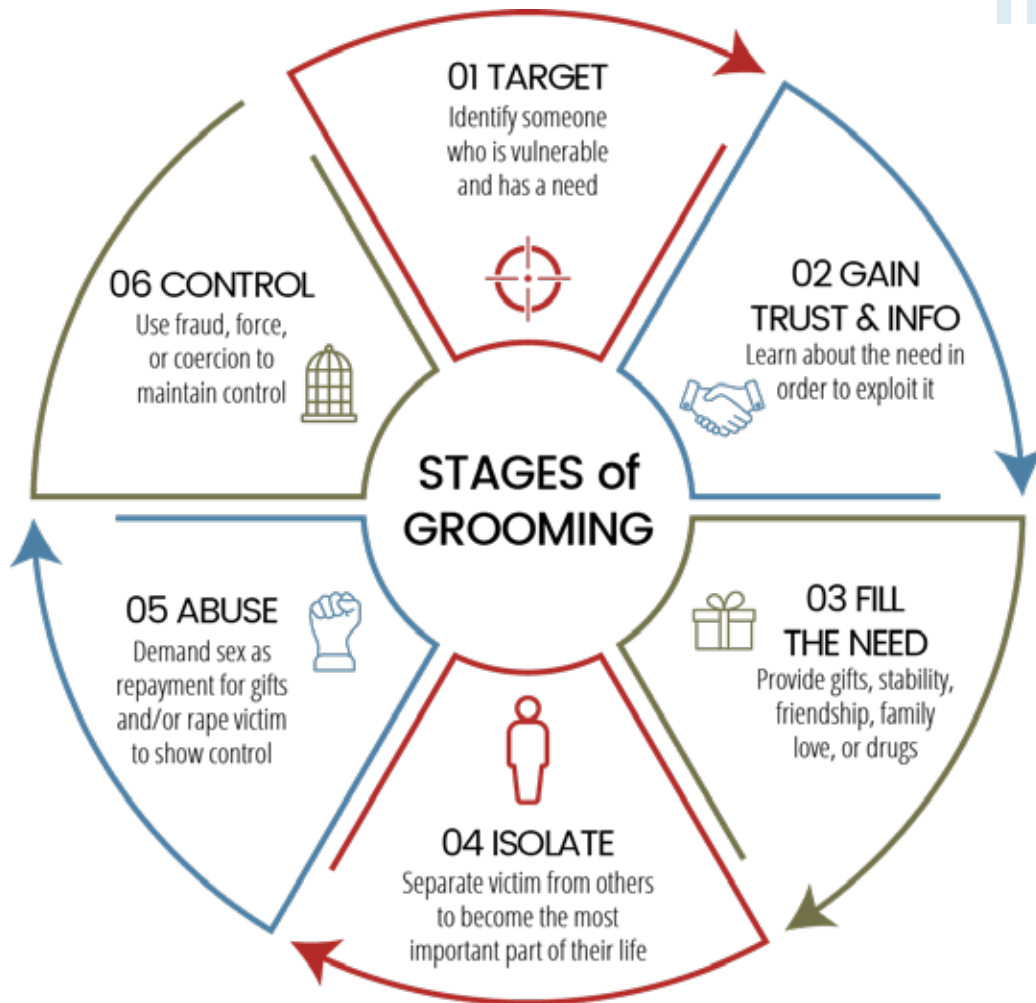 01 TARGET
Identify someone
who is vulnerable
and has a need
02 GAIN
TRUST & INFO
Learn about the need in
order to exploit it
03 FILL
THE NEED
Provide gifts, stability,
friendship, family
love, or drugs
04 ISOLATE
Separate victim from others
to become the most
important part of their life
05 ABUSE
Demand sex as
repayment for gifts
and/or rape victim
to show control
06 CONTROL
Use fraud, force,
or coercion to
maintain control
STAGES of
GROOMING